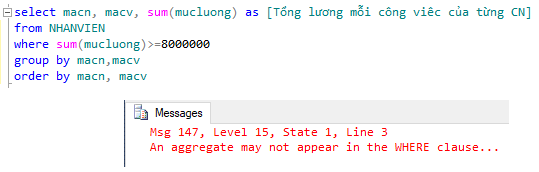 select macn, macv, sum(mucluong) as [Tổng lương mỗi công viêc của từng CN]
from NHANVIEN
where sum(mucluong)>=8000000
group by macn,macv
order by macn, macv
Messages
Msg 147, Level 15, State 1, Line 3
An aggregate may not appear in the WHERE clause...